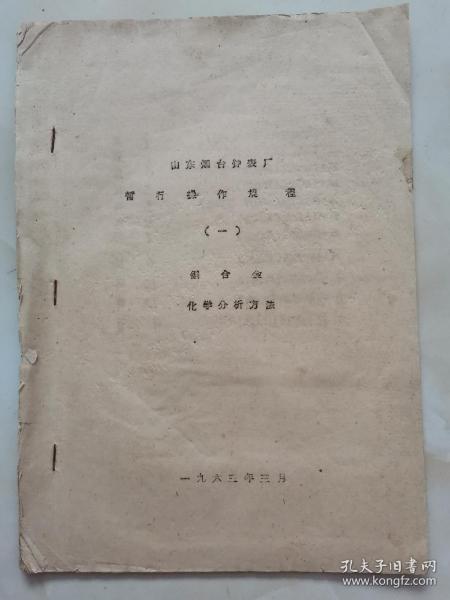 山东烟台钟表厂
暂行操作规程
(一)
铜合金
化学分析方法
一九六三年三月
孔夫子旧书网
www.kongfz.com